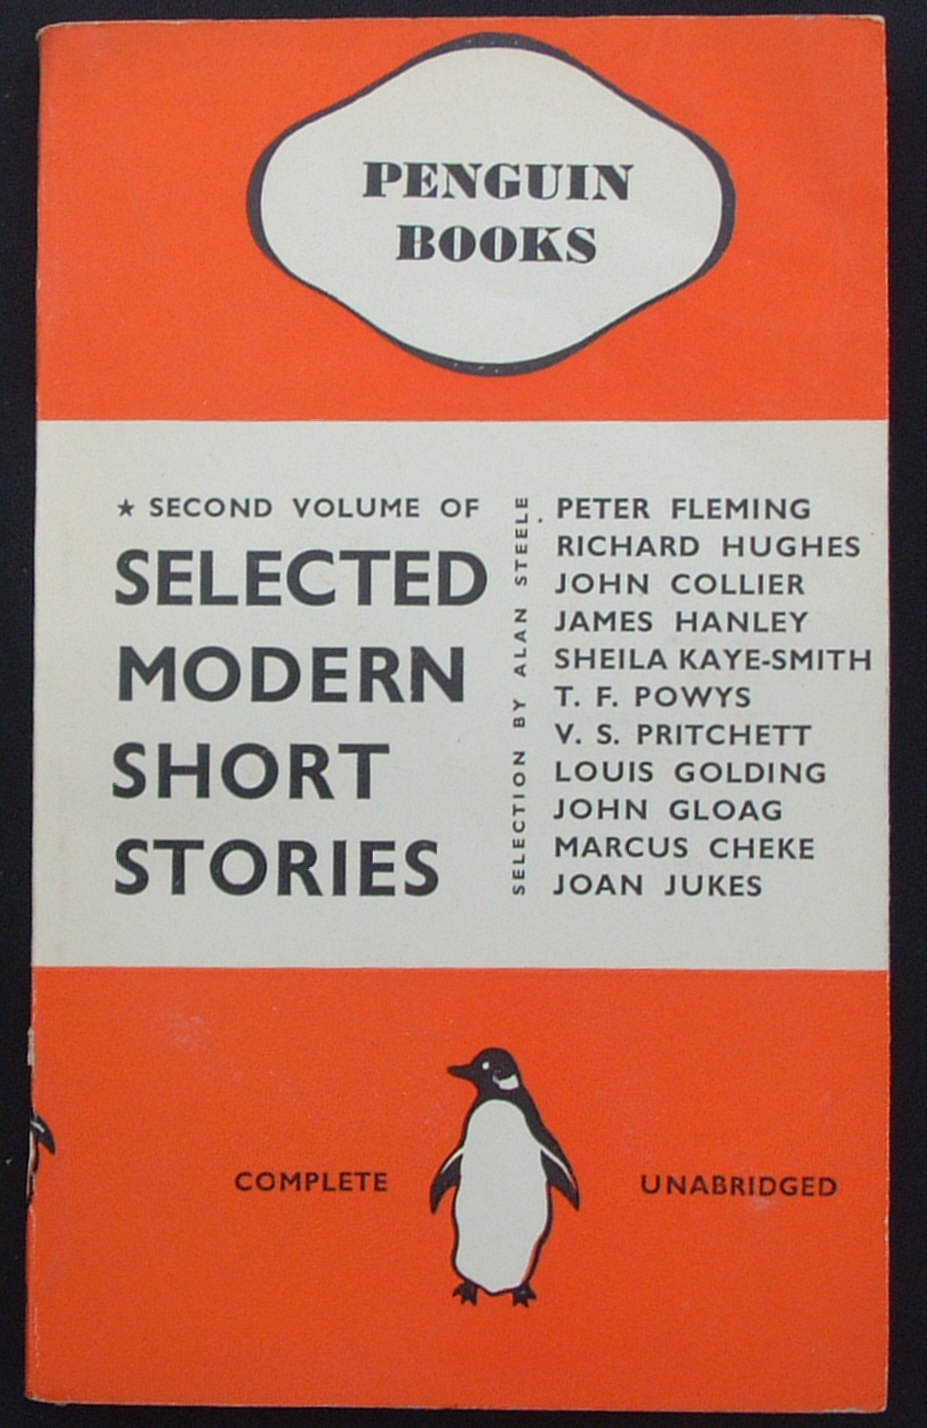 PENGUIN
BOOKS
★ SECOND VOLUME OF
SELECTED
MODERN
SHORT
STORIES
SELECTION BY ALAN STEELE
PETER FLEMING
RICHARD HUGHES
JOHN COLLIER
JAMES HANLEY
SHEILA KAYE-SMITH
T. F. POWYS
V. S. PRITCHETT
LOUIS GOLDING
JOHN GLOAG
MARCUS CHEKE
JOAN JUKES
COMPLETE
UNABRIDGED